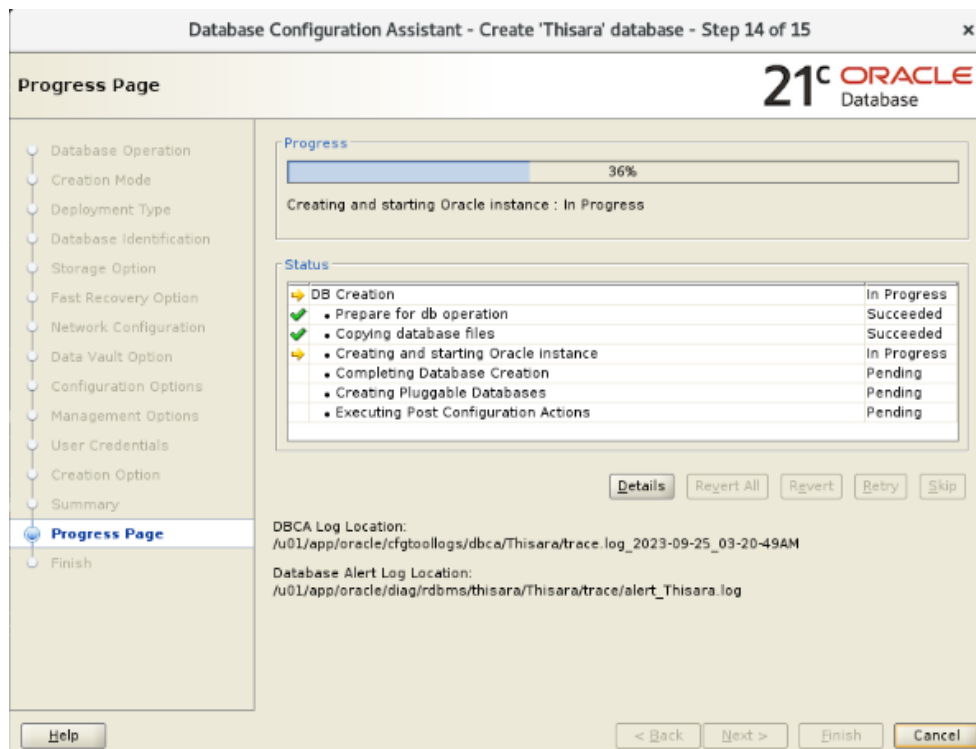 Database Configuration Assistant - Create 'Thisara' database - Step 14 of 15
×
Progress Page
21c ORACLE
Database
Database Operation
Creation Mode
Deployment Type
Database Identification
Storage Option
Fast Recovery Option
Network Configuration
Data Vault Option
Configuration Options
Management Options
User Credentials
Creation Option
Summary
Progress Page
Finish
Progress
36%
Creating and starting Oracle instance : In Progress
Status
DB Creation In Progress
• Prepare for db operation Succeeded
• Copying database files Succeeded
• Creating and starting Oracle instance In Progress
• Completing Database Creation Pending
• Creating Pluggable Databases Pending
• Executing Post Configuration Actions Pending
Details Revert All Revert Retry Skip
DBCA Log Location:
/u01/app/oracle/cfgtoollogs/dbca/Thisara/trace.log_2023-09-25_03-20-49AM
Database Alert Log Location:
/u01/app/oracle/diag/rdbms/thisara/Thisara/trace/alert_Thisara.log
Help < Back Next > Finish Cancel